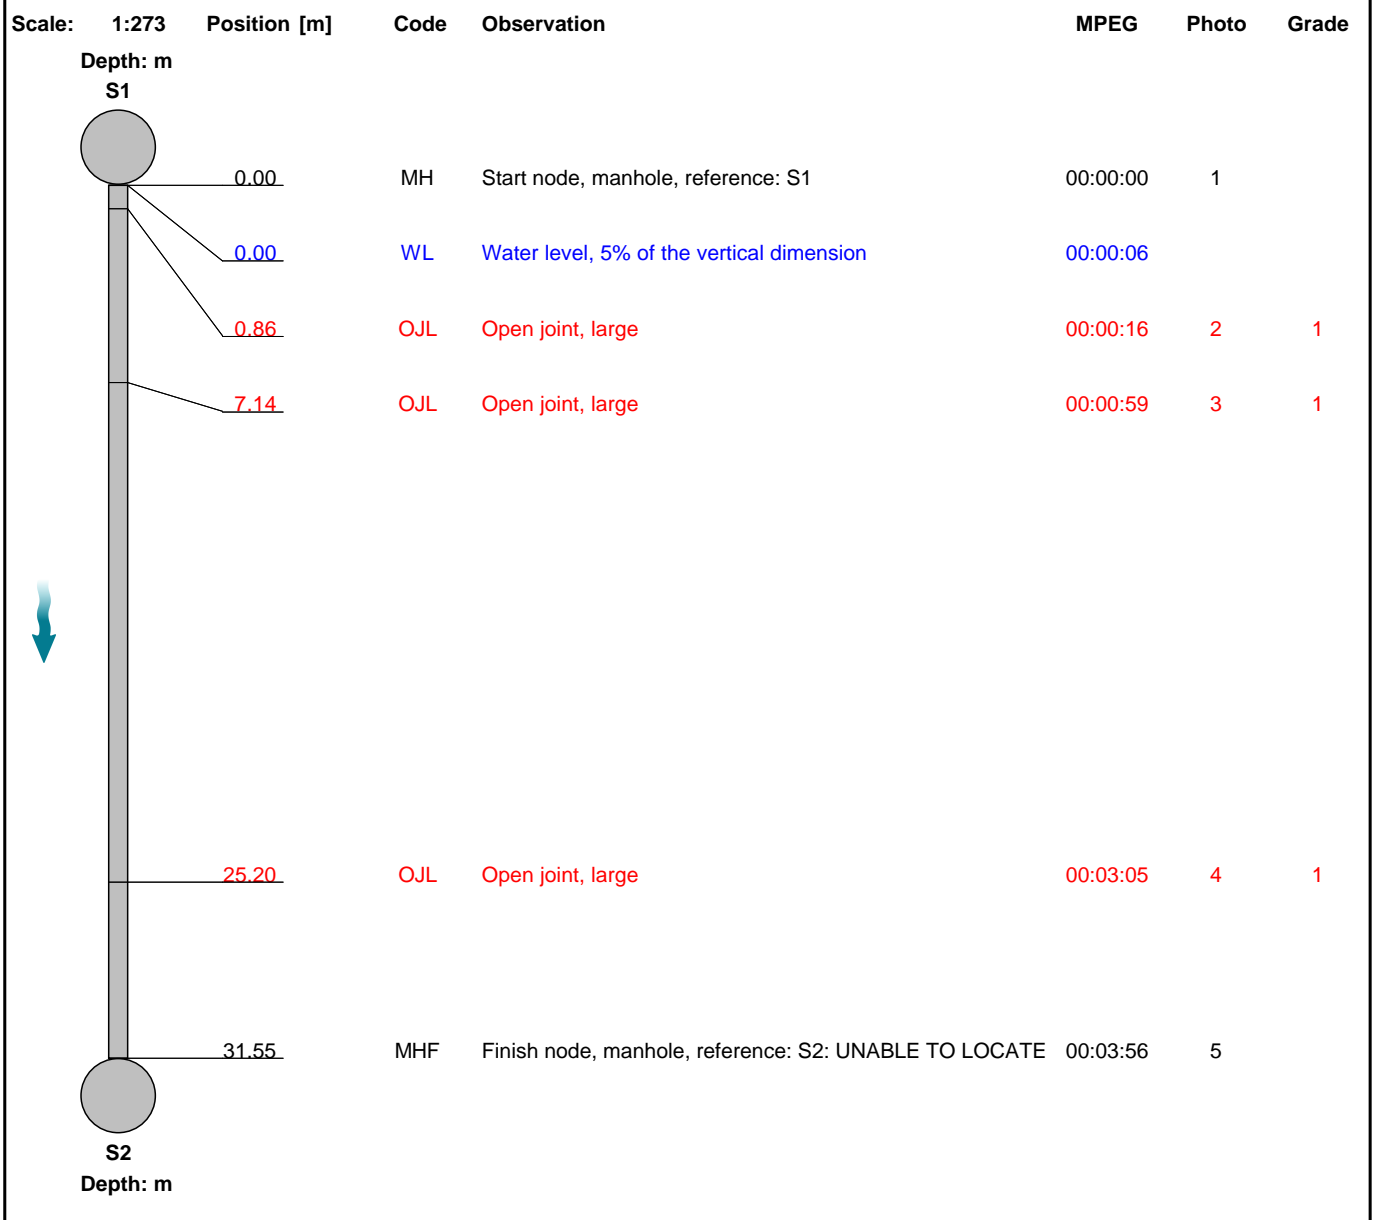 Scale: 1:273 Position [m] Code Observation MPEG Photo Grade
Depth: m
S1
0.00 MH Start node, manhole, reference: S1 00:00:00 1
0.00 WL Water level, 5% of the vertical dimension 00:00:06
0.86 OJL Open joint, large 00:00:16 2 1
7.14 OJL Open joint, large 00:00:59 3 1
25.20 OJL Open joint, large 00:03:05 4 1
31.55 MHF Finish node, manhole, reference: S2: UNABLE TO LOCATE 00:03:56 5
S2
Depth: m